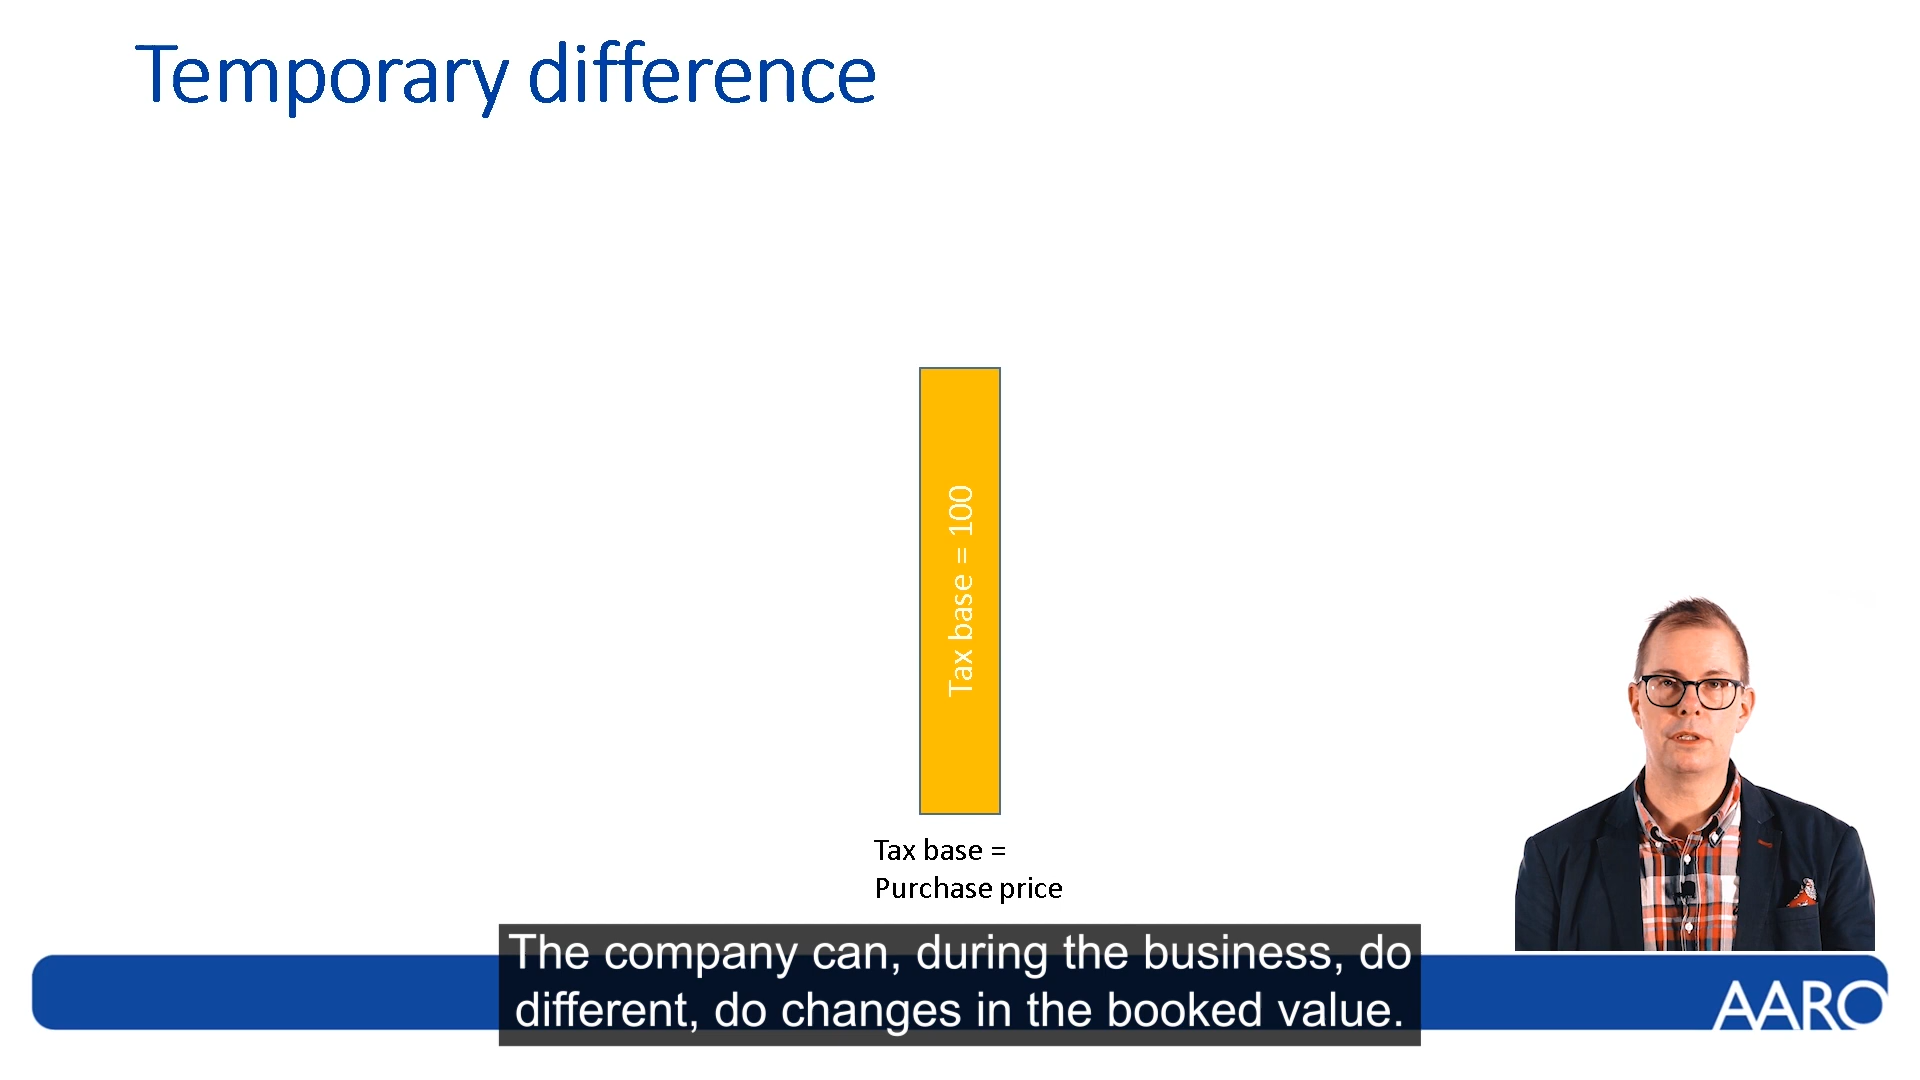 Temporary difference
Tax base = 100
Tax base =
Purchase price
The company can, during the business, do
different, do changes in the booked value.
AARO